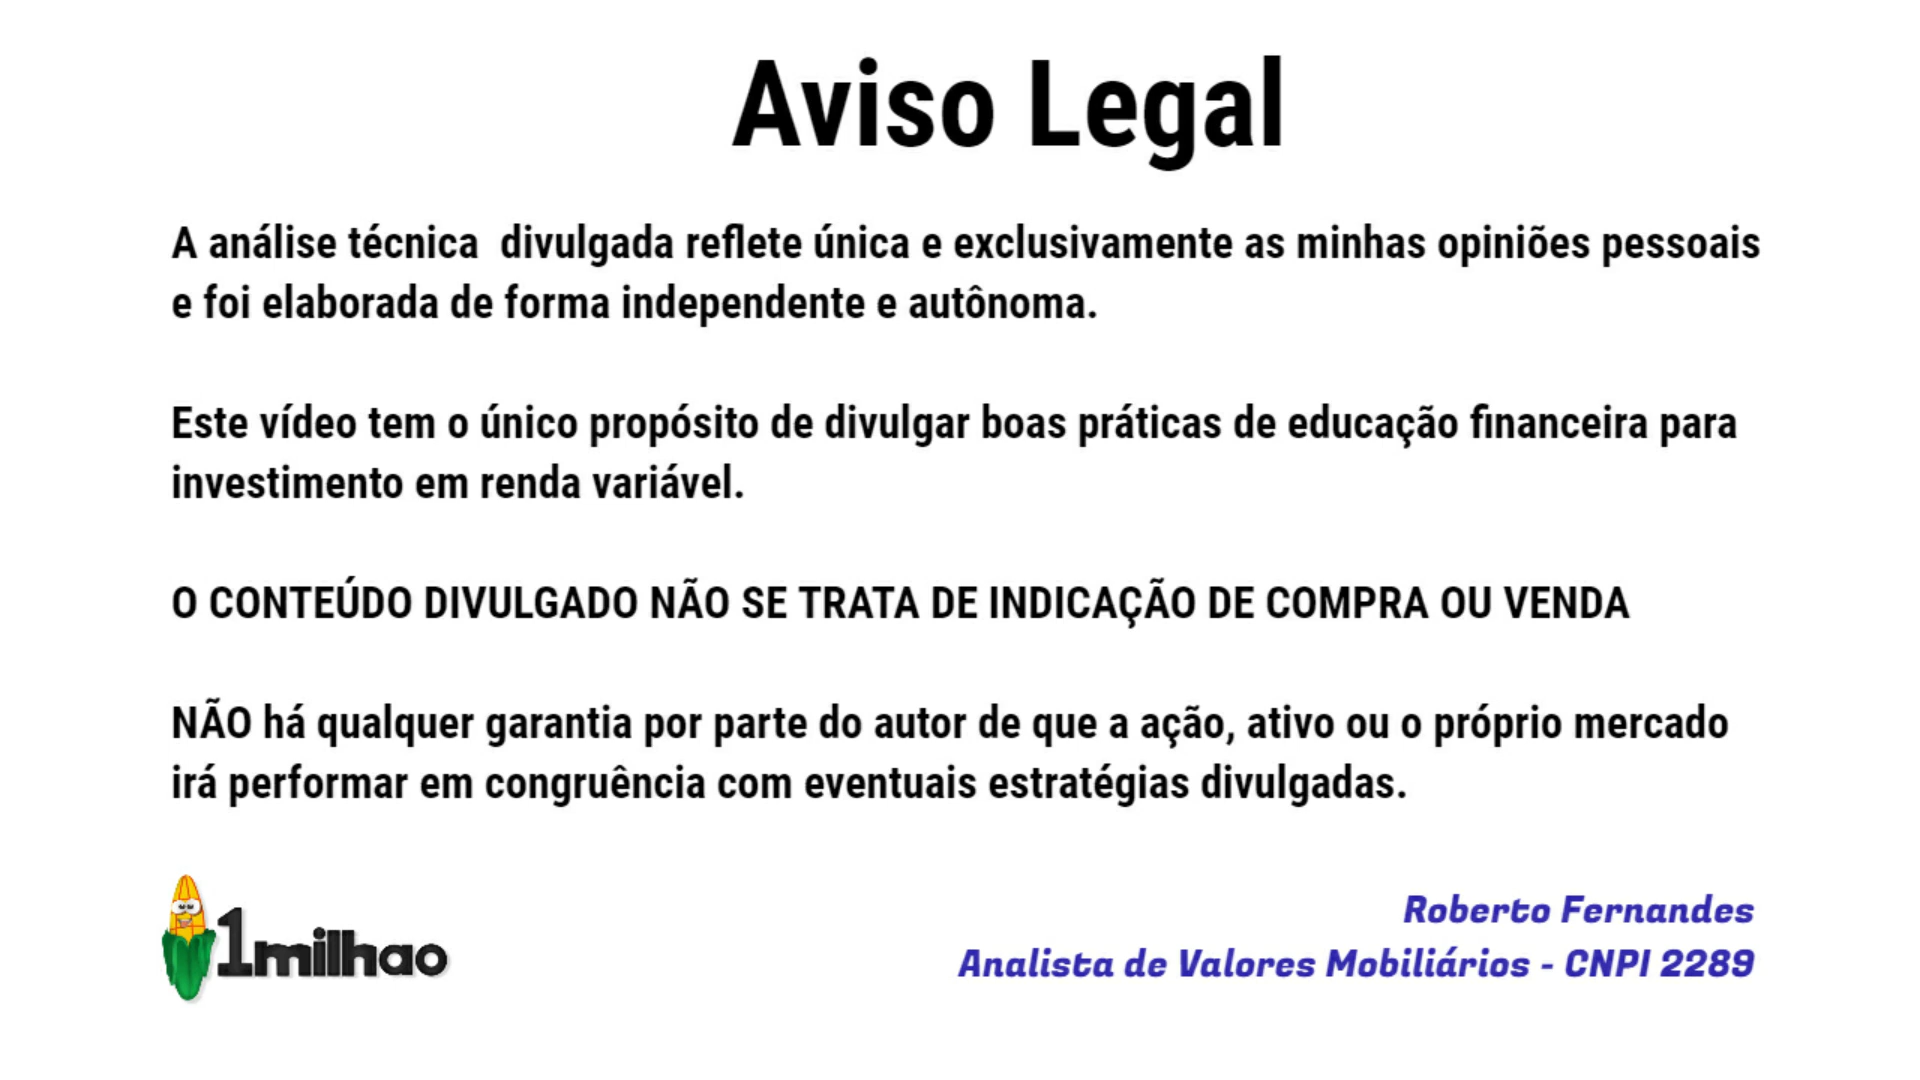 Aviso Legal
A análise técnica  divulgada reflete única e exclusivamente as minhas opiniões pessoais
e foi elaborada de forma independente e autônoma.
Este vídeo tem o único propósito de divulgar boas práticas de educação financeira para
investimento em renda variável.
O CONTEÚDO DIVULGADO NÃO SE TRATA DE INDICAÇÃO DE COMPRA OU VENDA
NÃO há qualquer garantia por parte do autor de que a ação, ativo ou o próprio mercado
irá performar em congruência com eventuais estratégias divulgadas.
1milhao
Roberto Fernandes
Analista de Valores Mobiliários - CNPI 2289